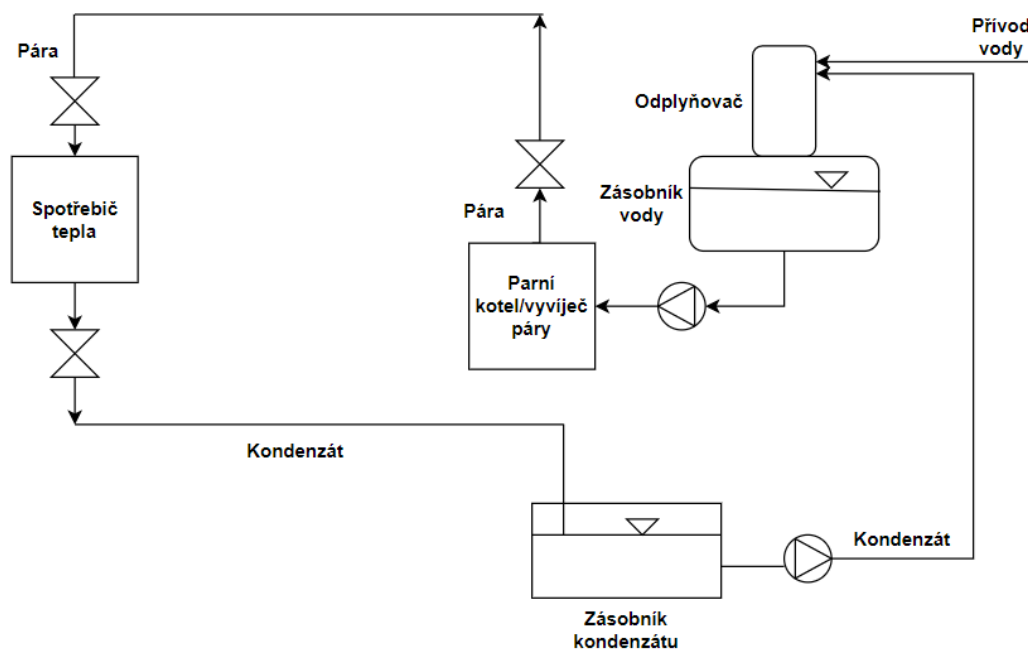 Přívod
vody
Pára
Odplyňovač
Zásobník
vody
Spotřebič
tepla
Pára
Parní
kotel/vyvíječ
páry
Kondenzát
Kondenzát
Zásobník
kondenzátu